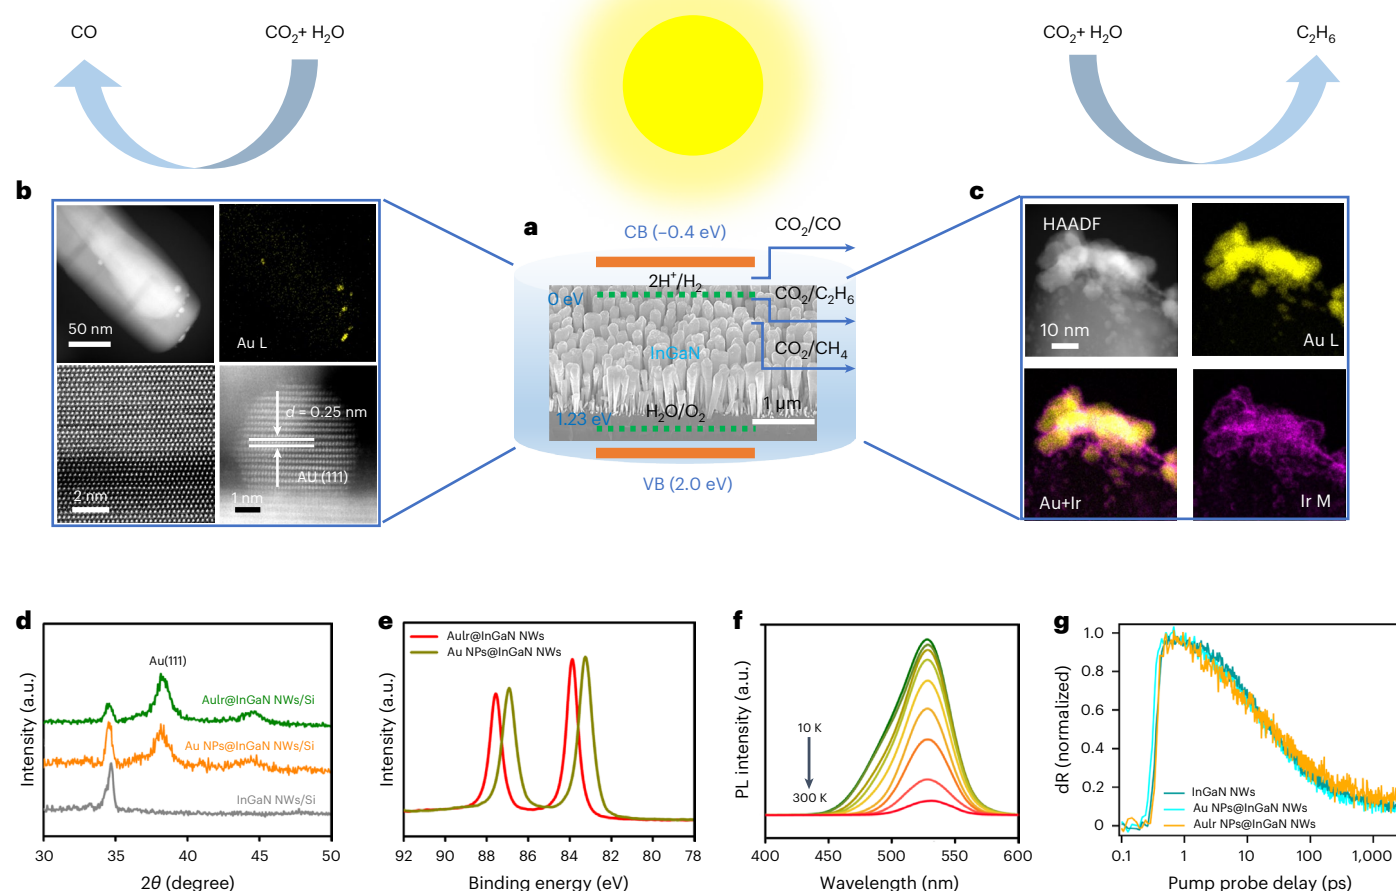 CO
CO2+ H2O
CO2+ H2O
C2H6
b
50 nm
Au L
d = 0.25 nm
AU (111)
2 nm
1 nm
a
CB (−0.4 eV)
CO2/CO
2H+/H2
0 eV
CO2/C2H6
InGaN
CO2/CH4
1 μm
1.23 eV
H2O/O2
VB (2.0 eV)
c
HAADF
10 nm
Au L
Au+Ir
Ir M
d
Intensity (a.u.)
Au(111)
AuIr@InGaN NWs/Si
Au NPs@InGaN NWs/Si
InGaN NWs/Si
30 35 40 45 50
2θ (degree)
e
Intensity (a.u.)
AuIr@InGaN NWs
Au NPs@InGaN NWs
92 90 88 86 84 82 80 78
Binding energy (eV)
f
PL intensity (a.u.)
10 K
300 K
400 450 500 550 600
Wavelength (nm)
g
dR (normalized)
1.0
0.8
0.6
0.4
0.2
0
InGaN NWs
Au NPs@InGaN NWs
AuIr NPs@InGaN NWs
0.1 1 10 100 1,000
Pump probe delay (ps)